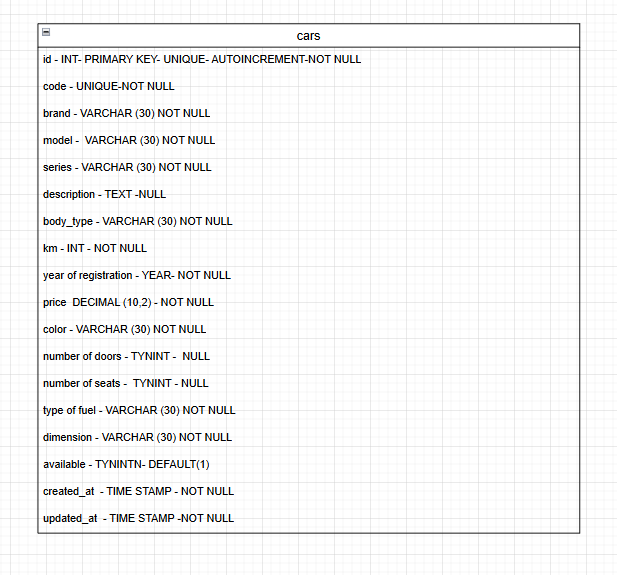 cars
id - INT- PRIMARY KEY- UNIQUE- AUTOINCREMENT-NOT NULL
code - UNIQUE-NOT NULL
brand - VARCHAR (30) NOT NULL
model -  VARCHAR (30) NOT NULL
series - VARCHAR (30) NOT NULL
description - TEXT -NULL
body_type - VARCHAR (30) NOT NULL
km - INT - NOT NULL
year of registration - YEAR- NOT NULL
price  DECIMAL (10,2) - NOT NULL
color - VARCHAR (30) NOT NULL
number of doors - TYNINT -  NULL
number of seats -  TYNINT - NULL
type of fuel - VARCHAR (30) NOT NULL
dimension - VARCHAR (30) NOT NULL
available - TYNINTN- DEFAULT(1)
created_at  - TIME STAMP - NOT NULL
updated_at  - TIME STAMP -NOT NULL